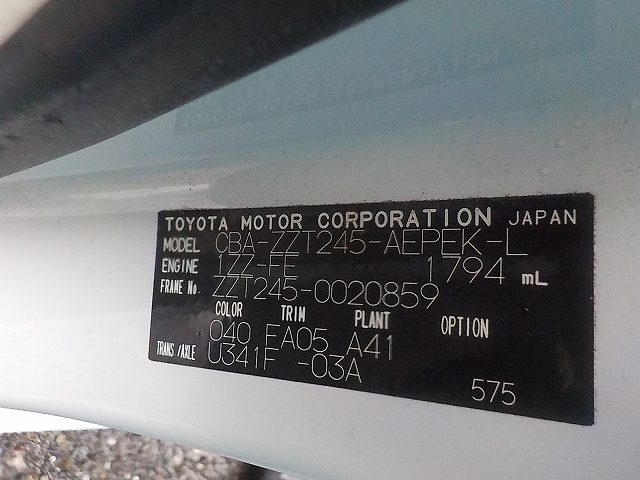 TOYOTA MOTOR CORPORATION JAPAN
MODEL CBA-ZZT245-AEPEK-L
ENGINE 1ZZ-FE 1794 mL
FRAME No. ZZT245-0020859
COLOR TRIM PLANT OPTION
040 EA05 A41
TRANS/AXLE U341F -03A
575